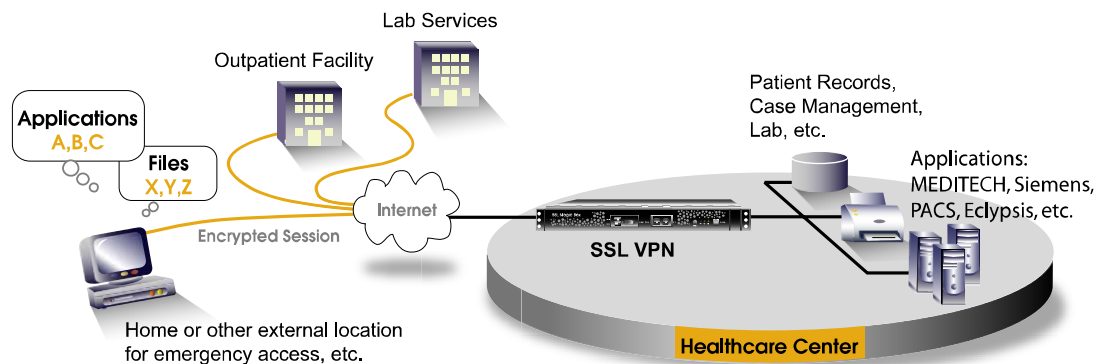 Lab Services
Outpatient Facility
Applications
A,B,C
Files
X,Y,Z
Encrypted Session
Internet
Home or other external location
for emergency access, etc.
SSL VPN
Patient Records,
Case Management,
Lab, etc.
Applications:
MEDITECH, Siemens,
PACS, Eclypsis, etc.
Healthcare Center